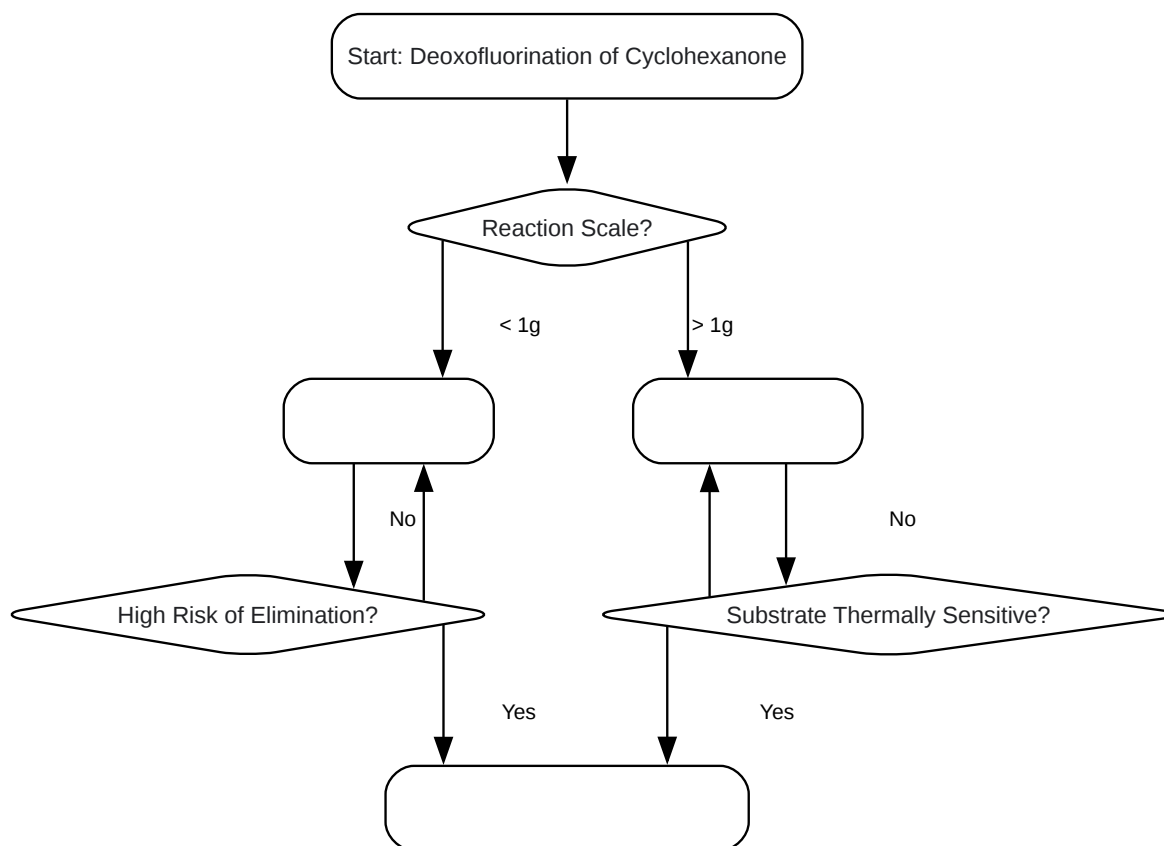 Start: Deoxofluorination of Cyclohexanone
Reaction Scale?
< 1g
> 1g
No
No
High Risk of Elimination?
Substrate Thermally Sensitive?
Yes
Yes